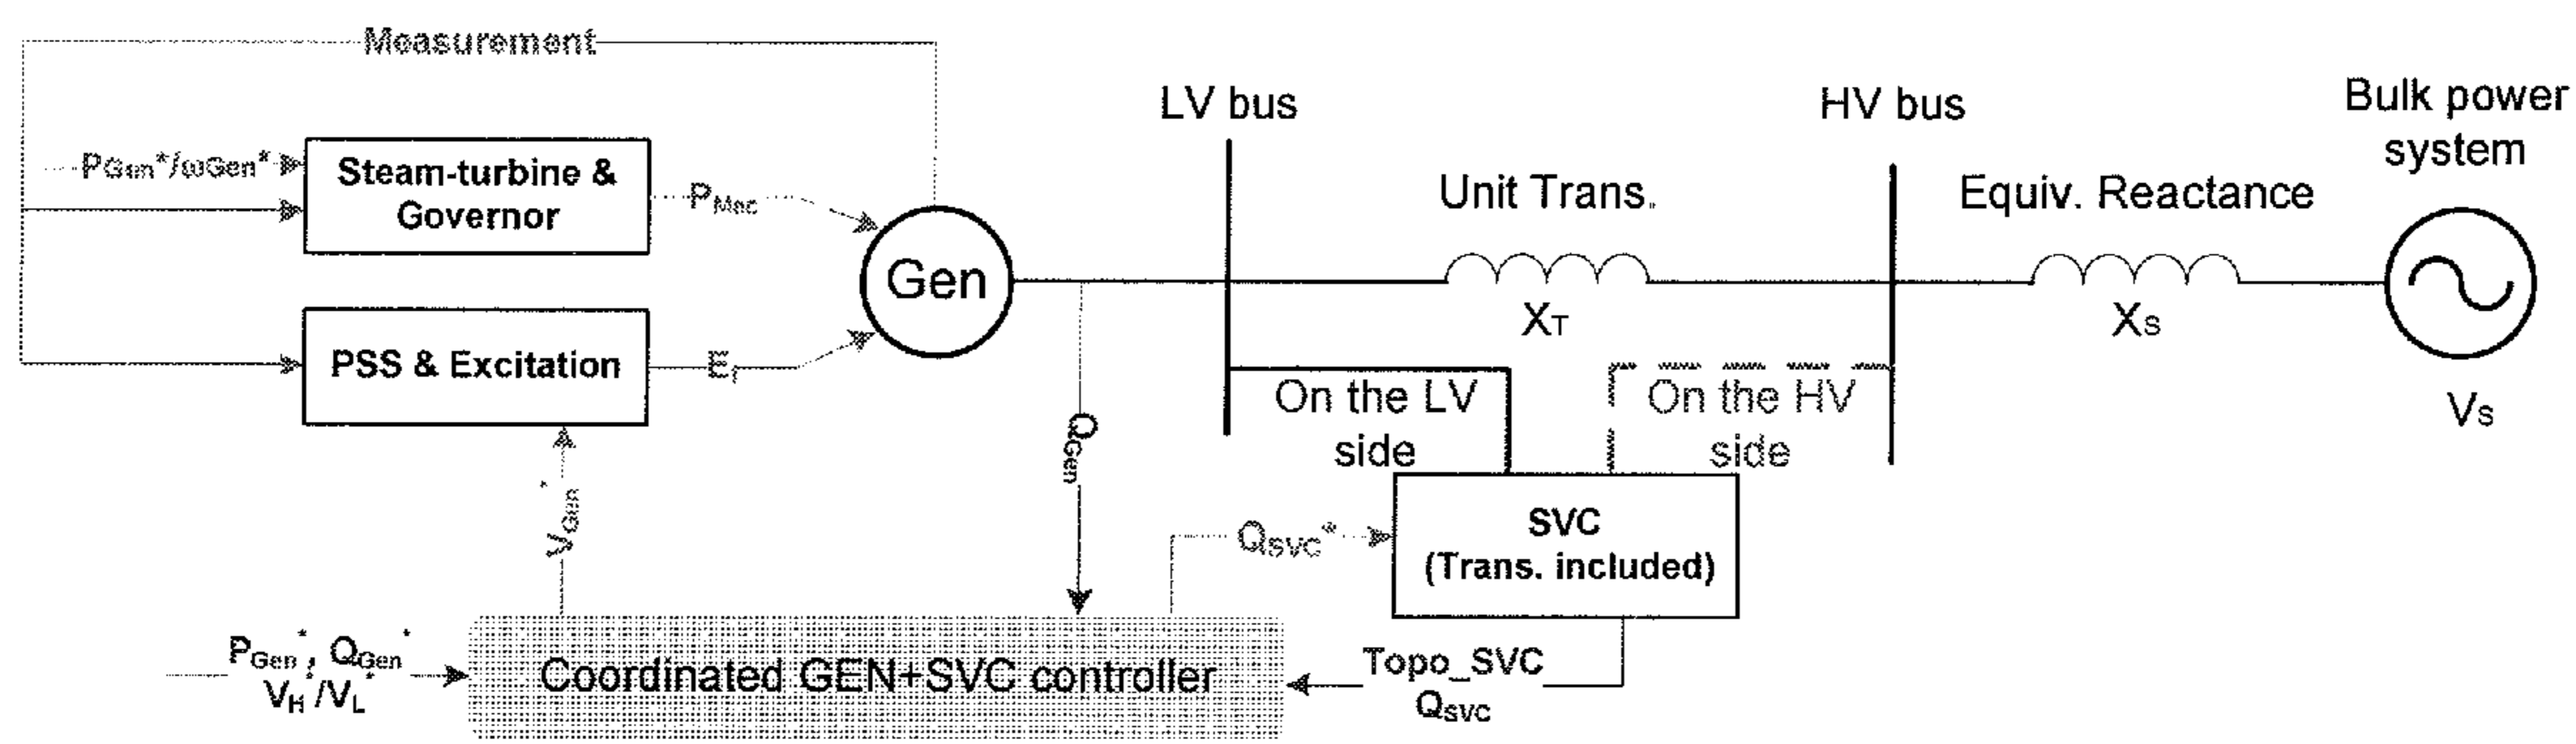 Measurement
LV bus
HV bus
Bulk power
system
PGen*/ωGen*
Steam-turbine &
Governor
PMec
Unit Trans.
Equiv. Reactance
Gen
XT
XS
VS
PSS & Excitation
Ef
On the LV
side
On the HV
side
QGen
VGen*
QSVC*
SVC
(Trans. included)
PGen*, QGen*
VH*/VL*
Coordinated GEN+SVC controller
Topo_SVC
QSVC